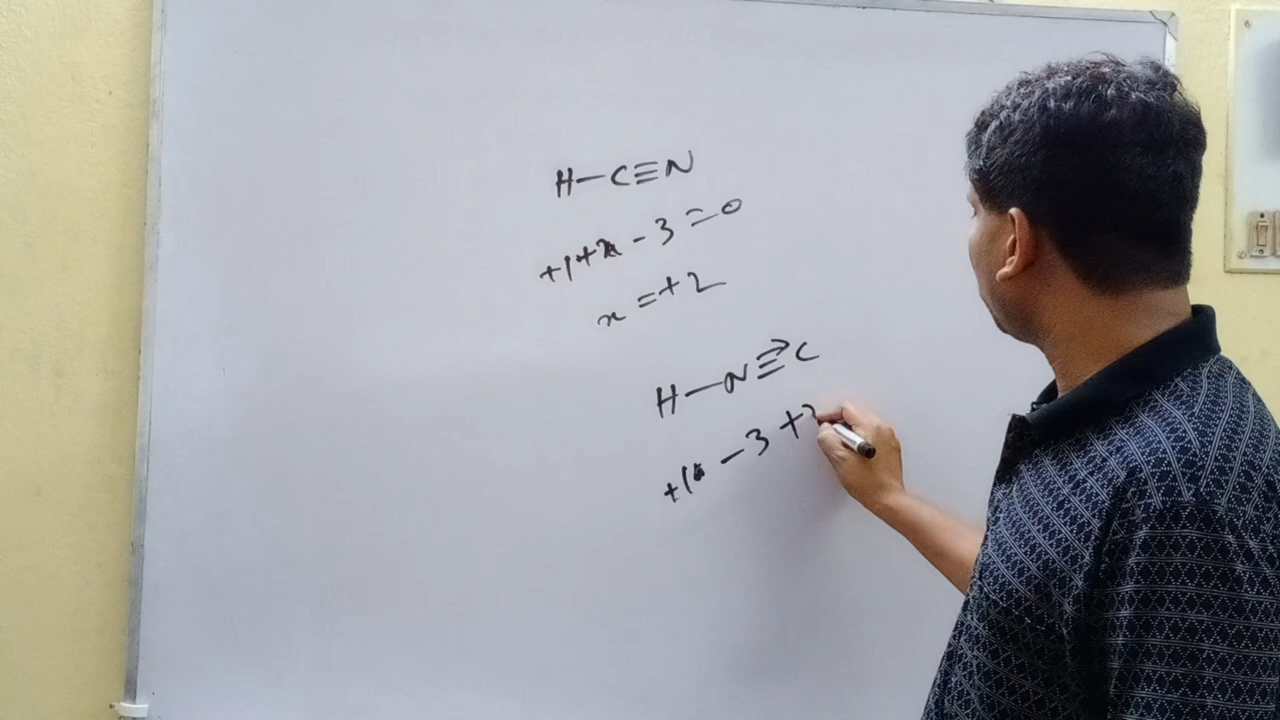 H-C≡N
+1+x-3=0
x=+2
H-N≡C
+1-3+